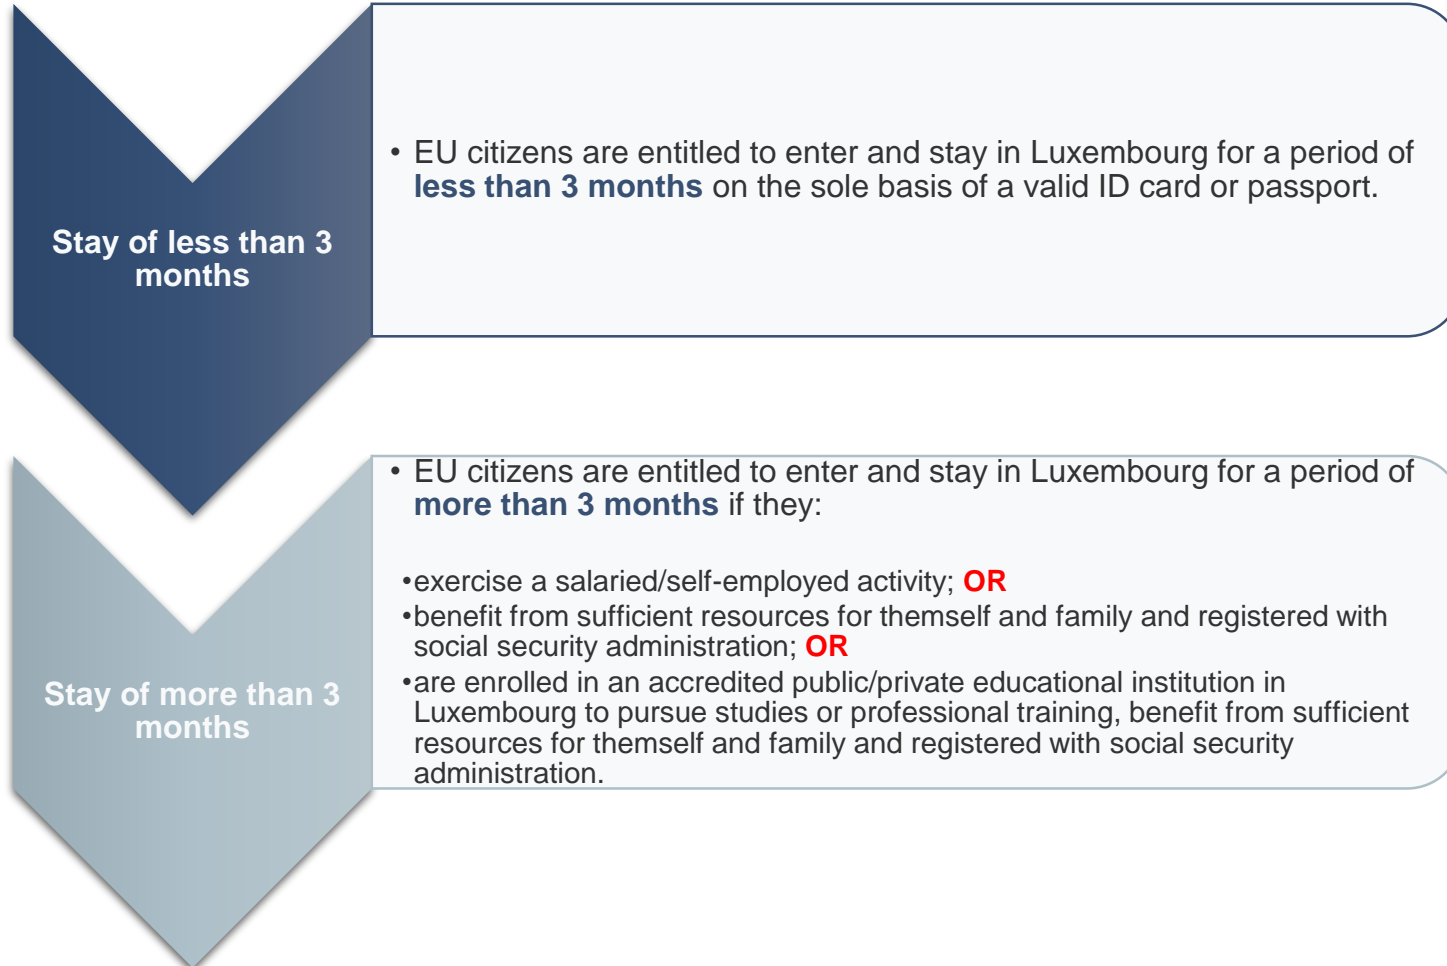 Stay of less than 3
months
• EU citizens are entitled to enter and stay in Luxembourg for a period of
less than 3 months on the sole basis of a valid ID card or passport.
Stay of more than 3
months
• EU citizens are entitled to enter and stay in Luxembourg for a period of
more than 3 months if they:
•exercise a salaried/self-employed activity; OR
•benefit from sufficient resources for themself and family and registered with
social security administration; OR
•are enrolled in an accredited public/private educational institution in
Luxembourg to pursue studies or professional training, benefit from sufficient
resources for themself and family and registered with social security
administration.